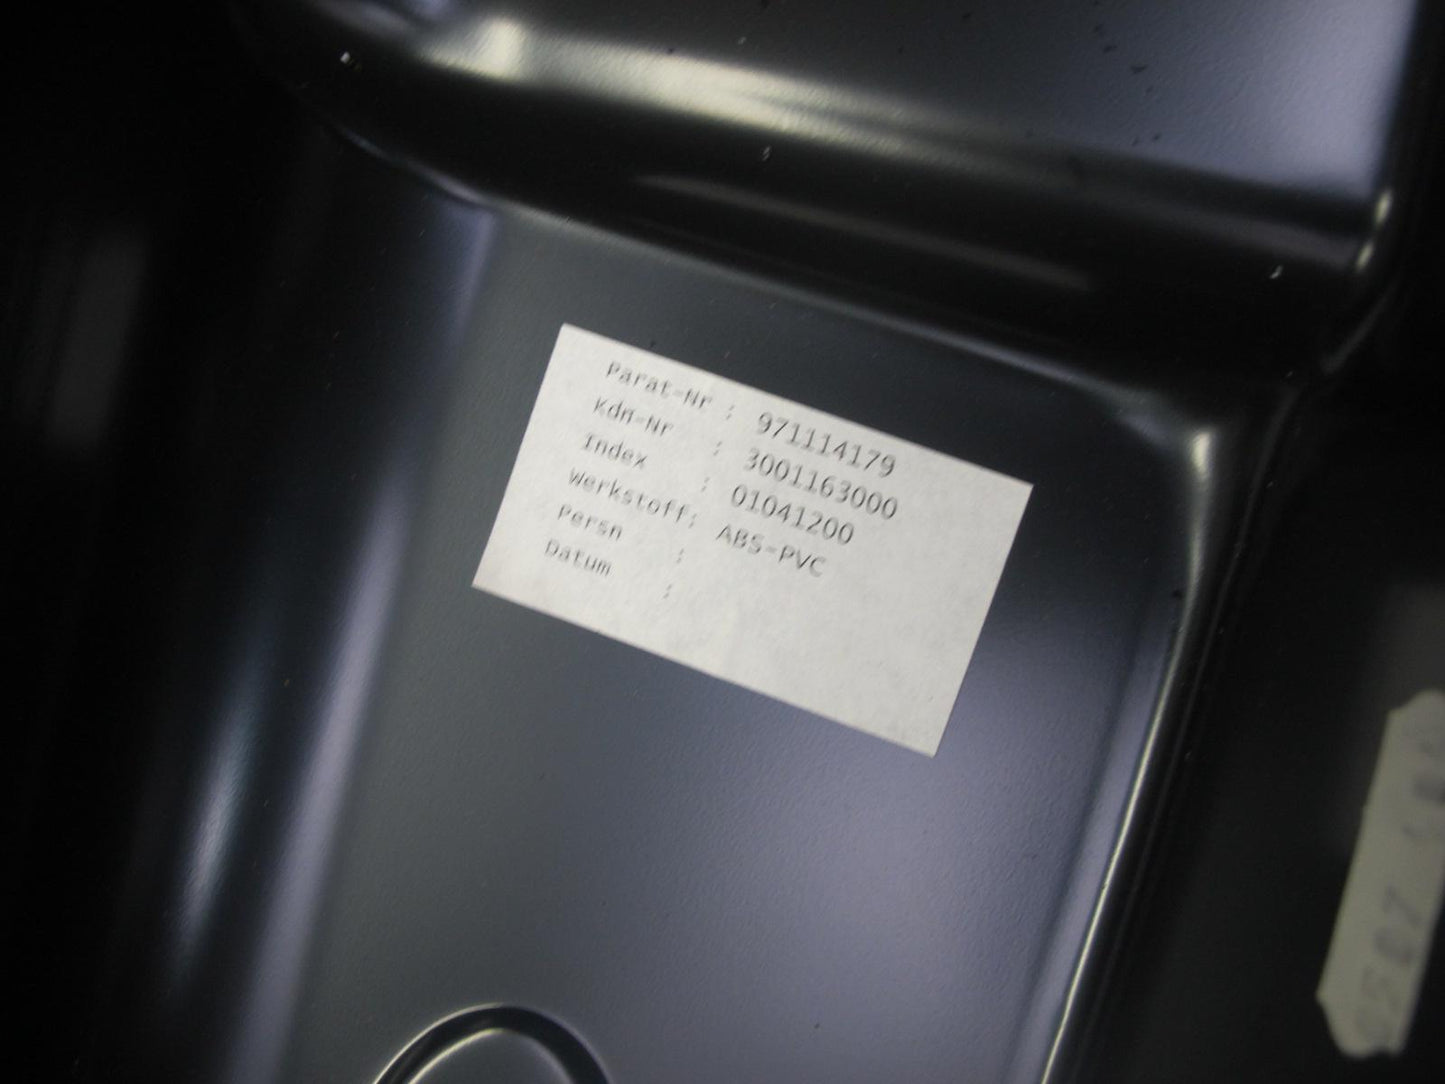 Parat-Nr : 971114179
Kdn-Nr : 3001163000
Index : 01041200
Werkstoff: ABS-PVC
Persn :
Datum :